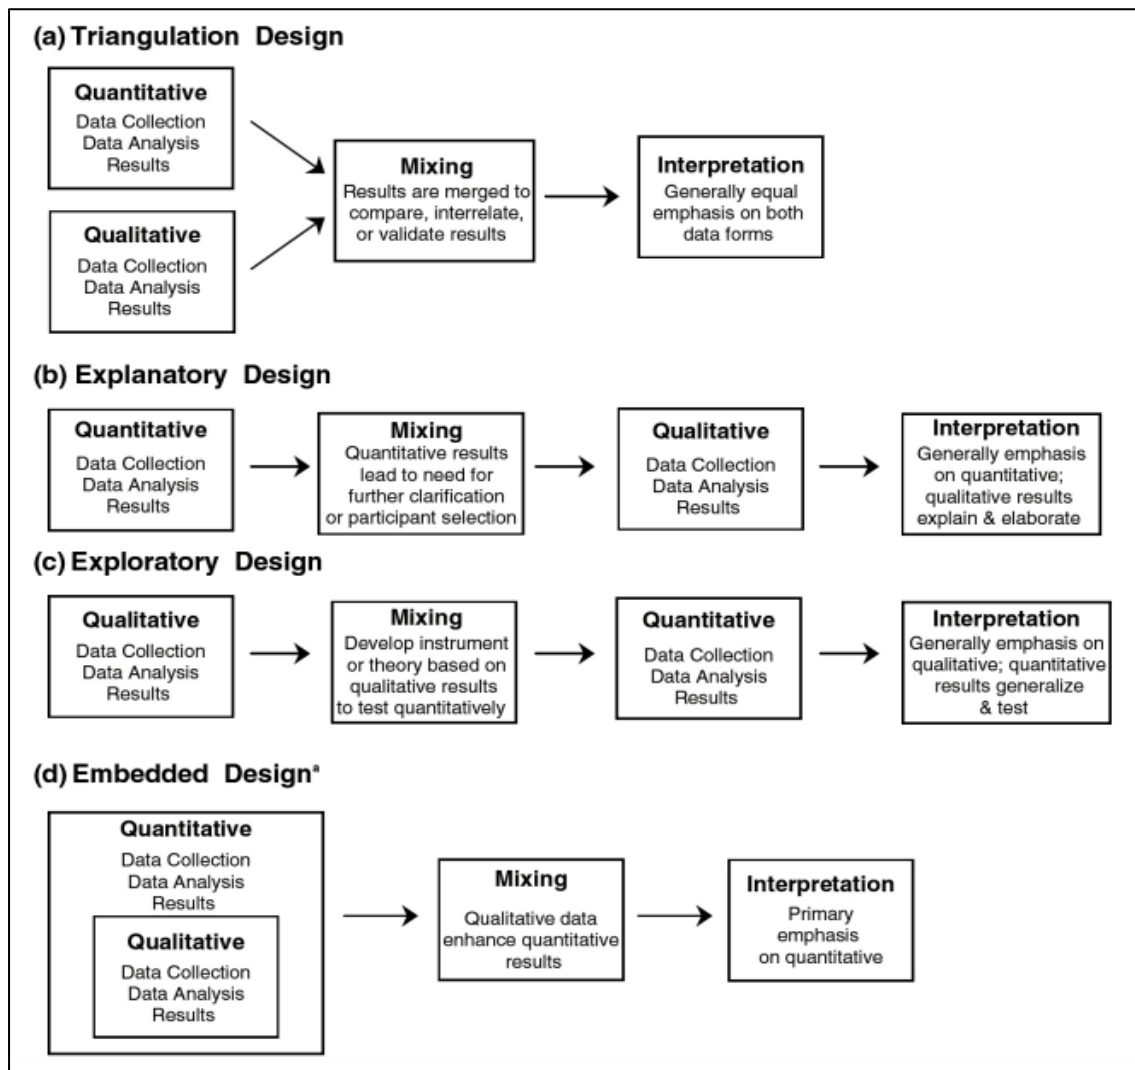 (a) Triangulation Design
Quantitative
Data Collection
Data Analysis
Results
Qualitative
Data Collection
Data Analysis
Results
Mixing
Results are merged to
compare, interrelate,
or validate results
Interpretation
Generally equal
emphasis on both
data forms
(b) Explanatory Design
Quantitative
Data Collection
Data Analysis
Results
Mixing
Quantitative results
lead to need for
further clarification
or participant selection
Qualitative
Data Collection
Data Analysis
Results
Interpretation
Generally emphasis
on quantitative;
qualitative results
explain & elaborate
(c) Exploratory Design
Qualitative
Data Collection
Data Analysis
Results
Mixing
Develop instrument
or theory based on
qualitative results
to test quantitatively
Quantitative
Data Collection
Data Analysis
Results
Interpretation
Generally emphasis on
qualitative; quantitative
results generalize
& test
(d) Embedded Designª
Quantitative
Data Collection
Data Analysis
Results
Qualitative
Data Collection
Data Analysis
Results
Mixing
Qualitative data
enhance quantitative
results
Interpretation
Primary
emphasis
on quantitative